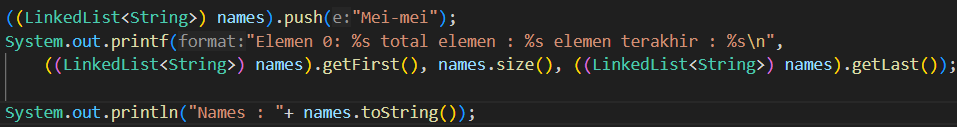 ((LinkedList<String>) names).push(e:"Mei-mei");
System.out.printf(format:"Elemen 0: %s total elemen : %s elemen terakhir : %s\n",
((LinkedList<String>) names).getFirst(), names.size(), ((LinkedList<String>) names).getLast());
System.out.println("Names : "+ names.toString());